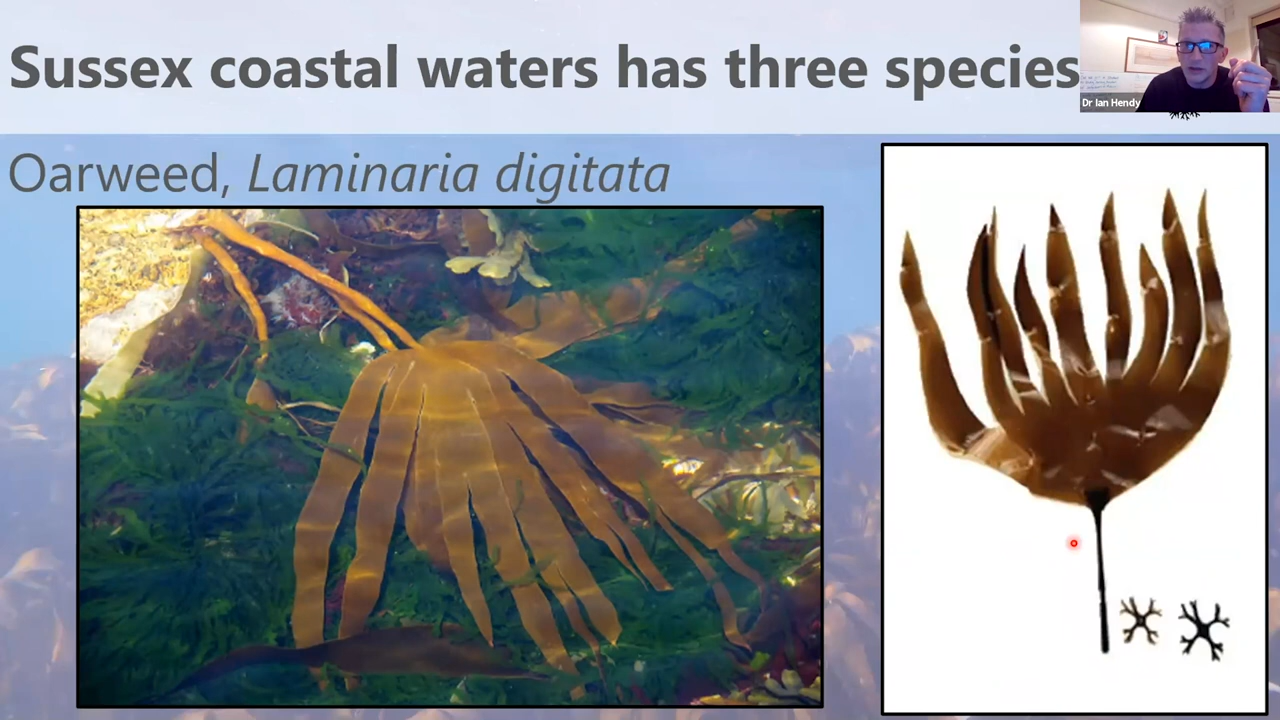 Sussex coastal waters has three species
Dr Ian Hendy
Oarweed, Laminaria digitata